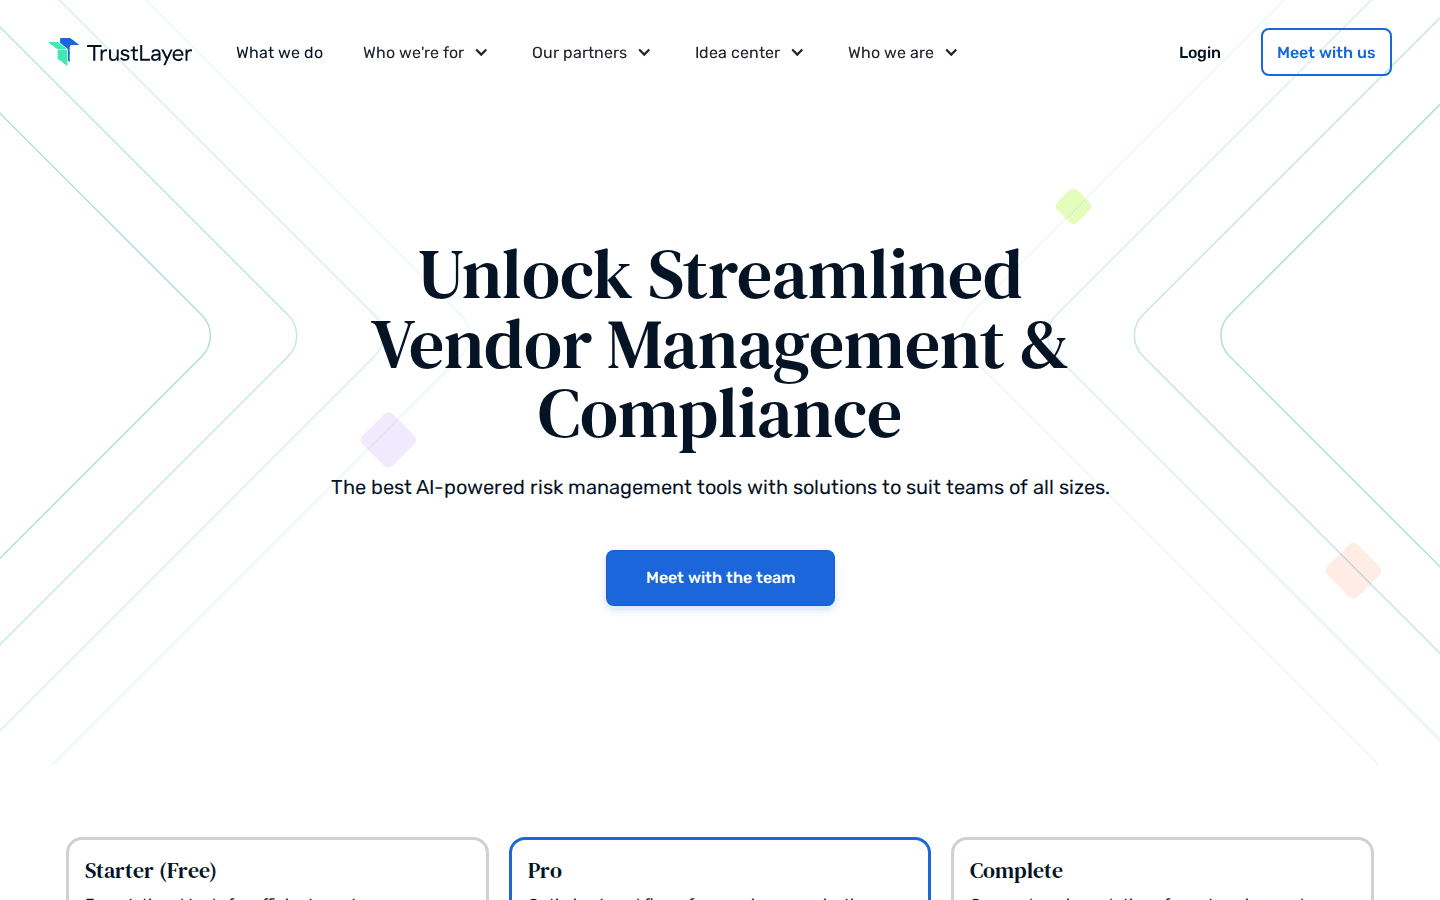 TrustLayer
What we do
Who we're for
Our partners
Idea center
Who we are
Login
Meet with us
Unlock Streamlined
Vendor Management &
Compliance
The best AI-powered risk management tools with solutions to suit teams of all sizes.
Meet with the team
Starter (Free)
Pro
Complete